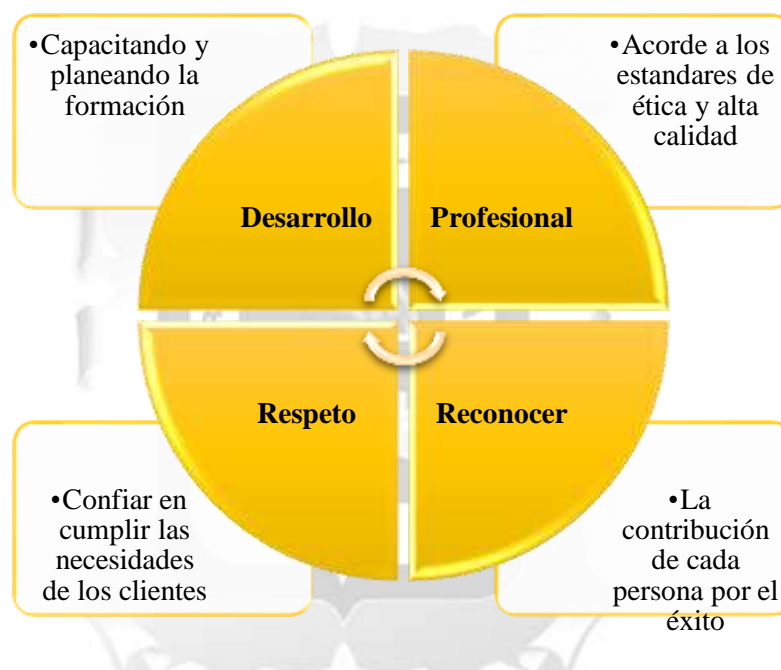 •Capacitando y
planeando la
formación
•Acorde a los
estandares de
ética y alta
calidad
Desarrollo
Profesional
Respeto
Reconocer
•Confiar en
cumplir las
necesidades
de los clientes
•La
contribución
de cada
persona por el
éxito